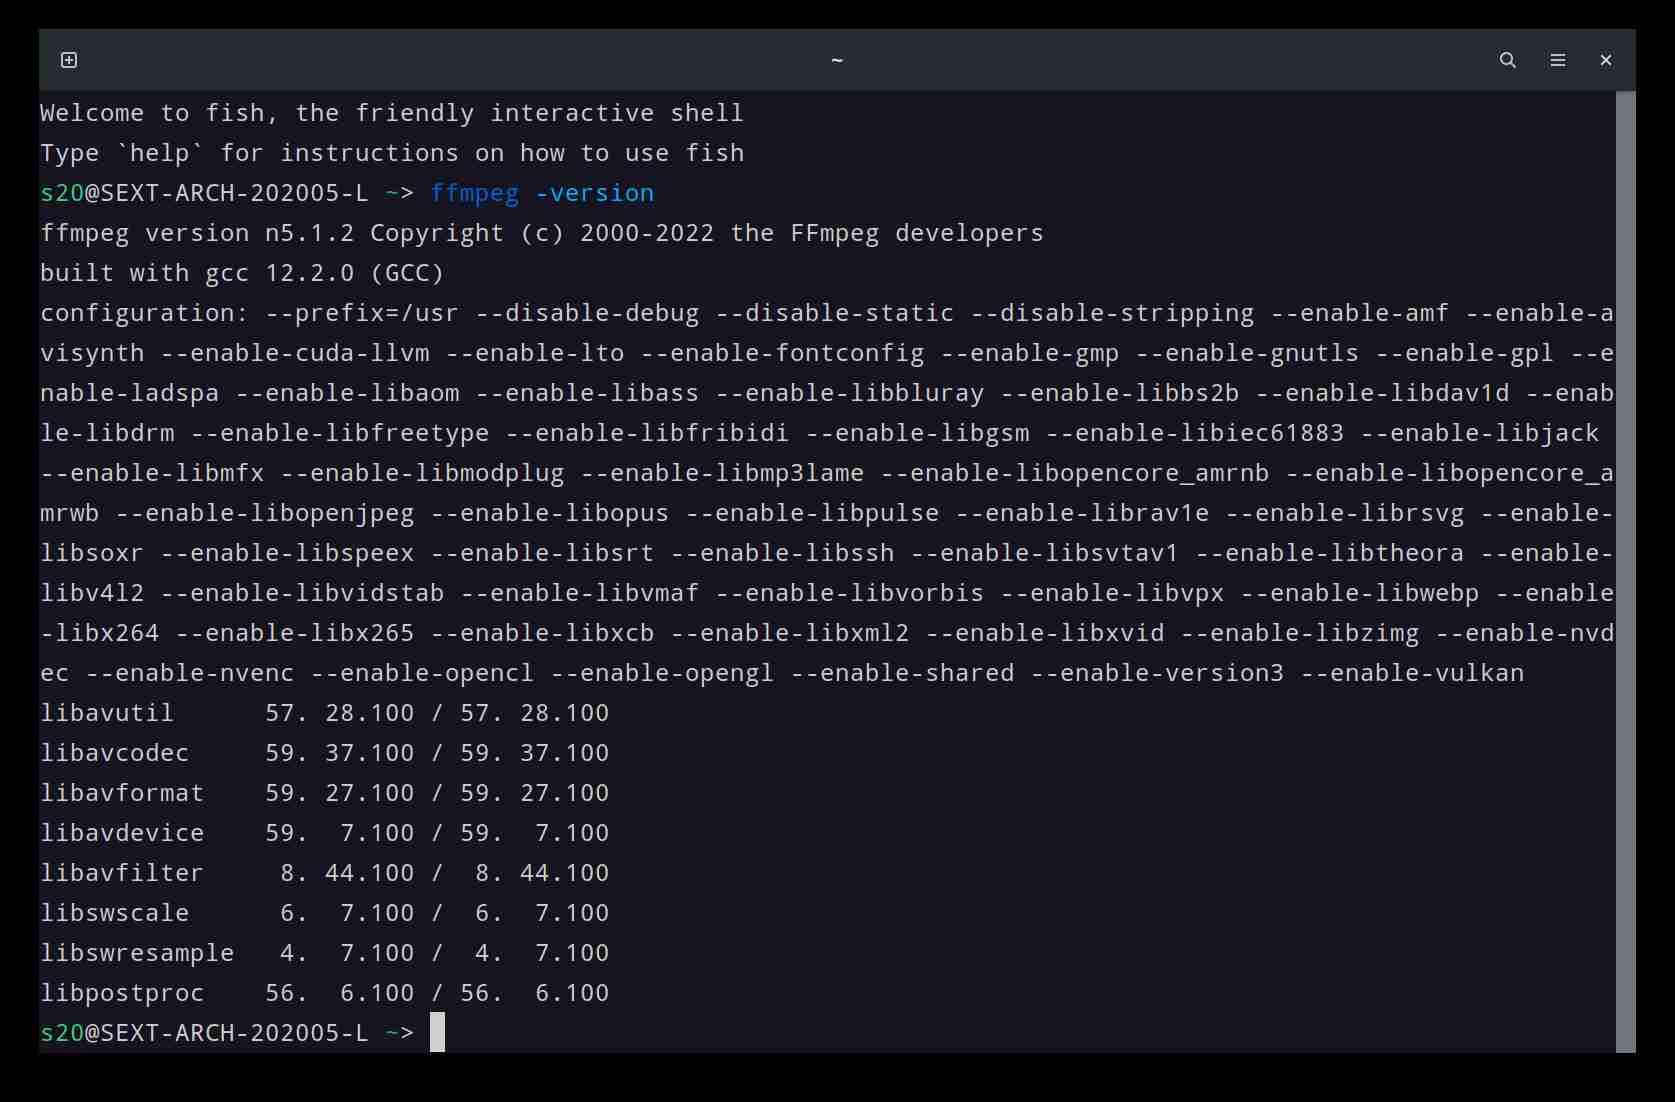 ~
Welcome to fish, the friendly interactive shell
Type `help` for instructions on how to use fish
s20@SEXT-ARCH-202005-L ~> ffmpeg -version
ffmpeg version n5.1.2 Copyright (c) 2000-2022 the FFmpeg developers
built with gcc 12.2.0 (GCC)
configuration: --prefix=/usr --disable-debug --disable-static --disable-stripping --enable-amf --enable-a
visynth --enable-cuda-llvm --enable-lto --enable-fontconfig --enable-gmp --enable-gnutls --enable-gpl --e
nable-ladspa --enable-libaom --enable-libass --enable-libbluray --enable-libbs2b --enable-libdav1d --enab
le-libdrm --enable-libfreetype --enable-libfribidi --enable-libgsm --enable-libiec61883 --enable-libjack
--enable-libmfx --enable-libmodplug --enable-libmp3lame --enable-libopencore_amrnb --enable-libopencore_a
mrwb --enable-libopenjpeg --enable-libopus --enable-libpulse --enable-librav1e --enable-librsvg --enable-
libsoxr --enable-libspeex --enable-libsrt --enable-libssh --enable-libsvtav1 --enable-libtheora --enable-
libv4l2 --enable-libvidstab --enable-libvmaf --enable-libvorbis --enable-libvpx --enable-libwebp --enable
-libx264 --enable-libx265 --enable-libxcb --enable-libxml2 --enable-libxvid --enable-libzimg --enable-nvd
ec --enable-nvenc --enable-opencl --enable-opengl --enable-shared --enable-version3 --enable-vulkan
libavutil      57. 28.100 / 57. 28.100
libavcodec     59. 37.100 / 59. 37.100
libavformat    59. 27.100 / 59. 27.100
libavdevice    59.  7.100 / 59.  7.100
libavfilter     8. 44.100 /  8. 44.100
libswscale      6.  7.100 /  6.  7.100
libswresample   4.  7.100 /  4.  7.100
libpostproc    56.  6.100 / 56.  6.100
s20@SEXT-ARCH-202005-L ~>